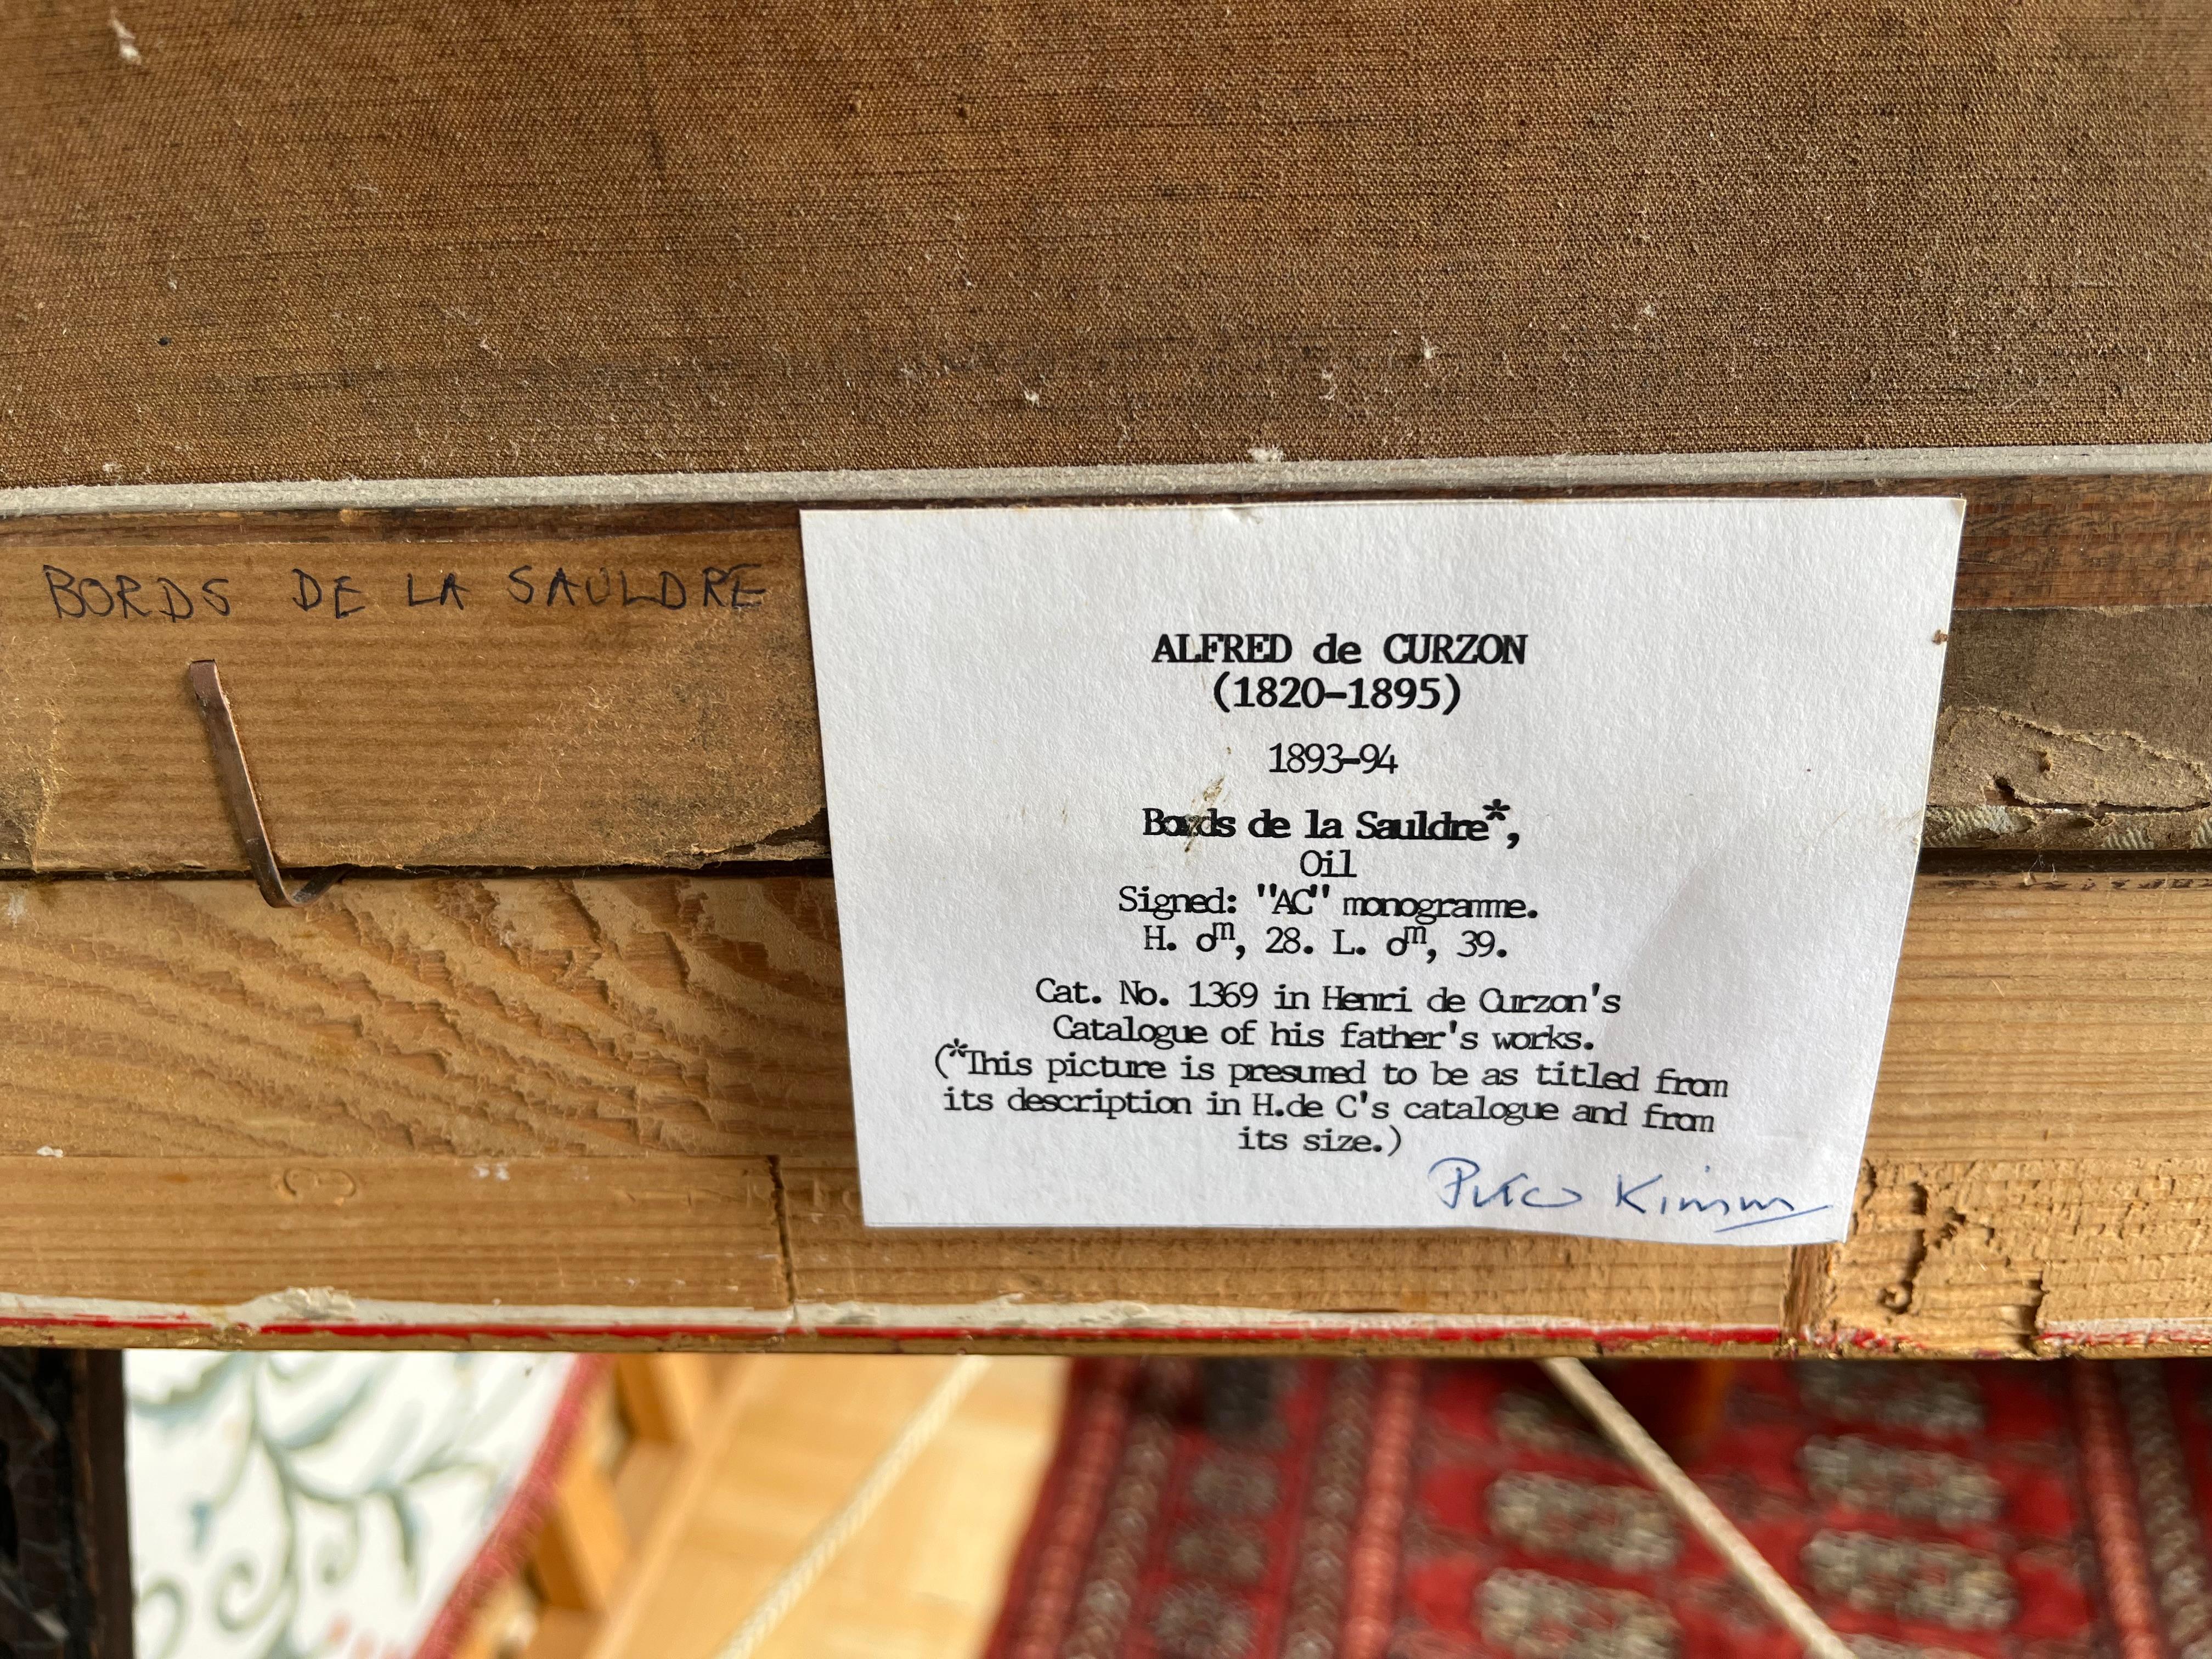 BORDS DE LA SAULDRE
ALFRED de CURZON
(1820-1895)
1893-94
Bords de la Sauldre*,
Oil
Signed: "AC" monogramme.
H. oᵐ, 28. L. oᵐ, 39.
Cat. No. 1369 in Henri de Curzon's
Catalogue of his father's works.
(*This picture is presumed to be as titled from
its description in H.de C's catalogue and from
its size.)